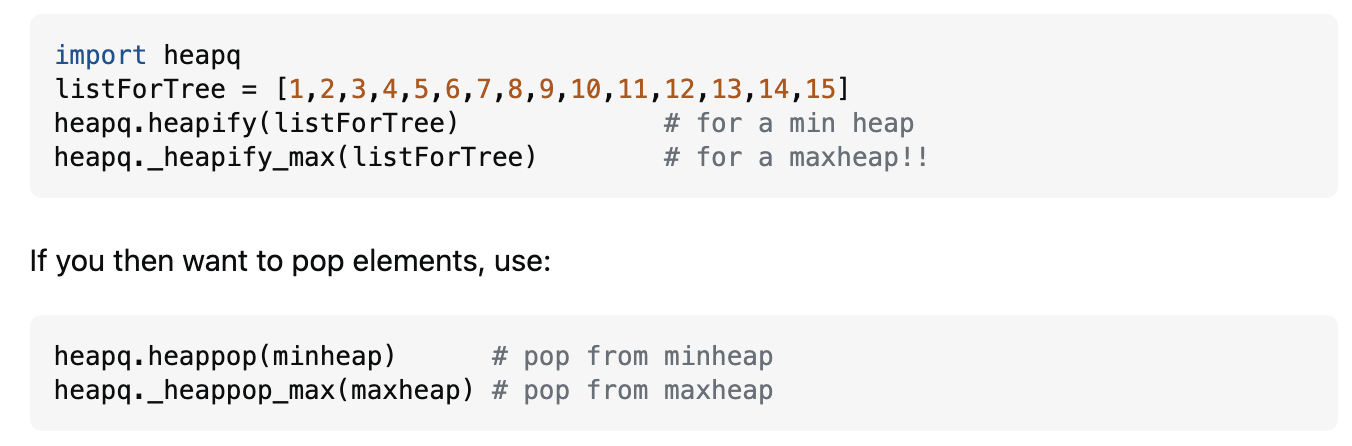 import heapq
listForTree = [1,2,3,4,5,6,7,8,9,10,11,12,13,14,15]
heapq.heapify(listForTree)             # for a min heap
heapq._heapify_max(listForTree)        # for a maxheap!!
If you then want to pop elements, use:
heapq.heappop(minheap)      # pop from minheap
heapq._heappop_max(maxheap) # pop from maxheap